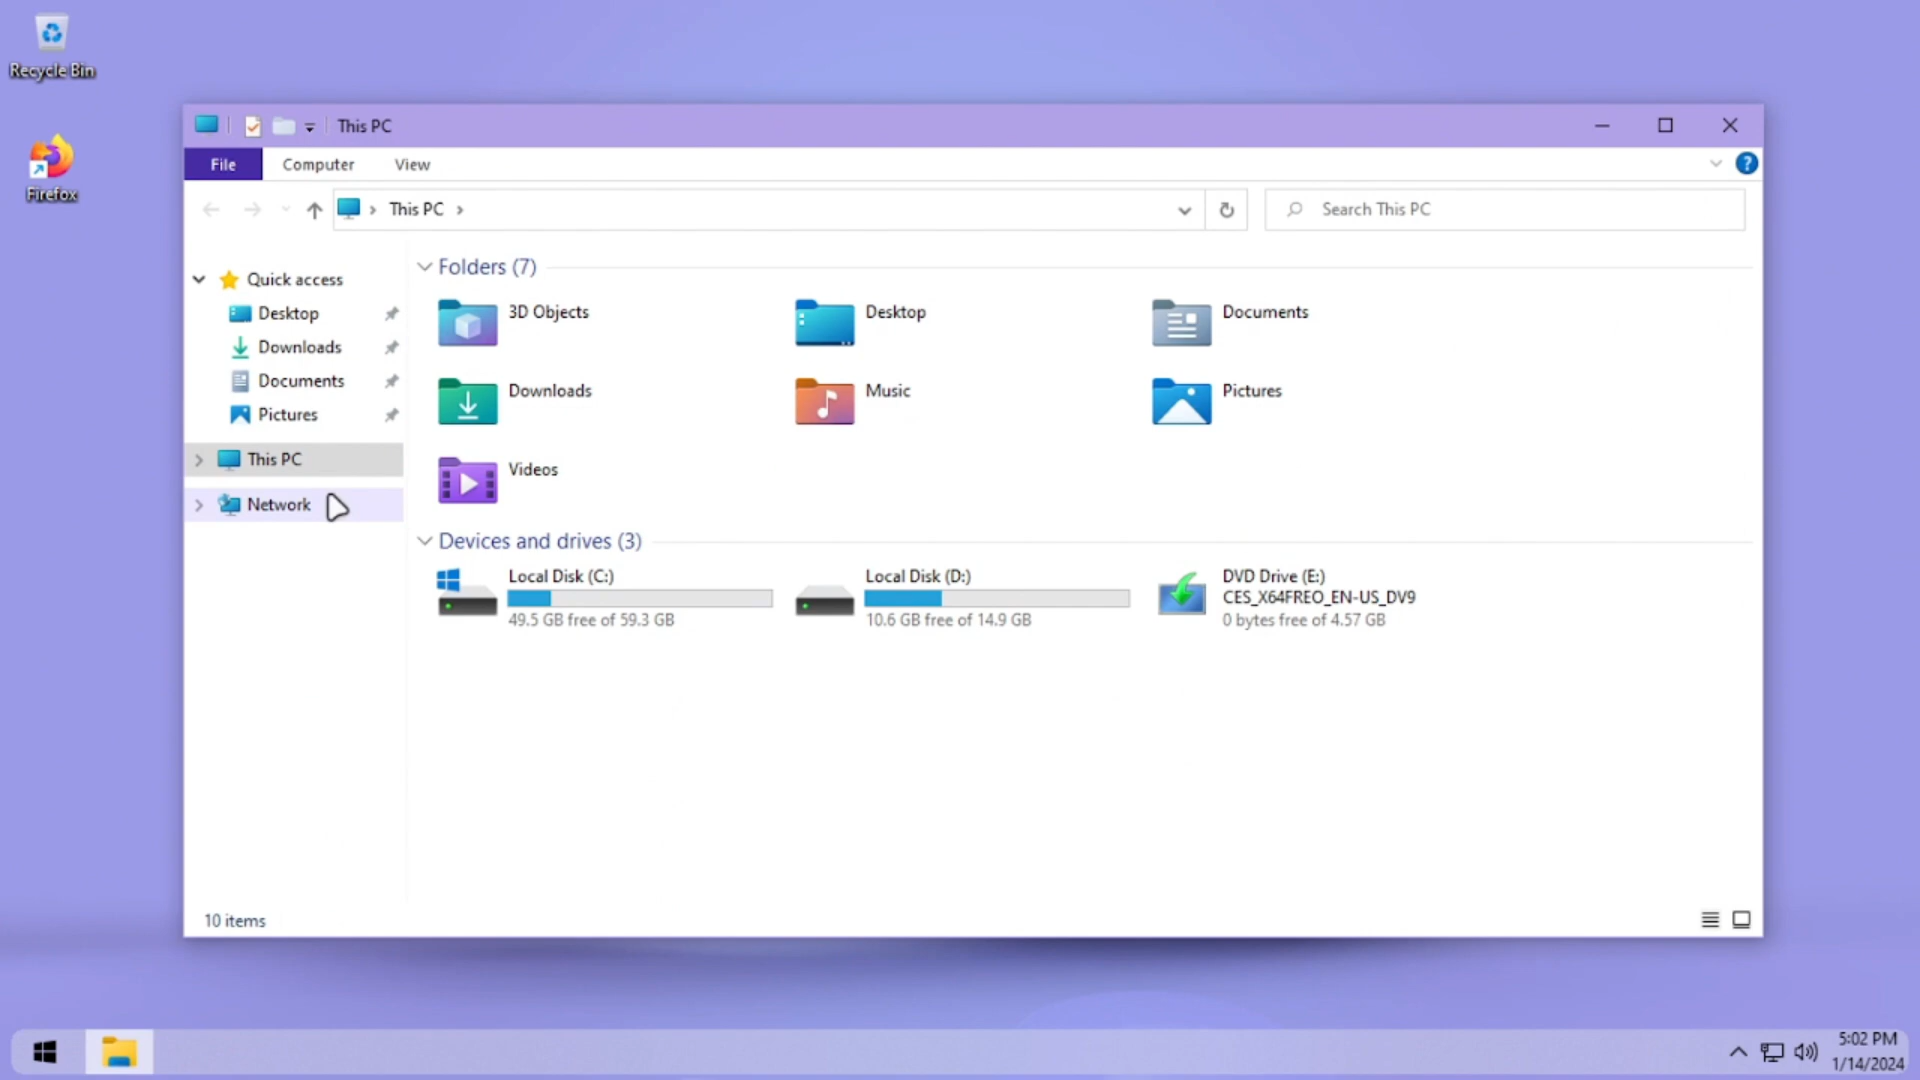 Recycle Bin
Firefox
This PC
File Computer View
This PC
Search This PC
Quick access
Desktop
Downloads
Documents
Pictures
This PC
Network
Folders (7)
3D Objects
Desktop
Documents
Downloads
Music
Pictures
Videos
Devices and drives (3)
Local Disk (C:)
49.5 GB free of 59.3 GB
Local Disk (D:)
10.6 GB free of 14.9 GB
DVD Drive (E:)
CES_X64FREO_EN-US_DV9
0 bytes free of 4.57 GB
10 items
5:02 PM
1/14/2024